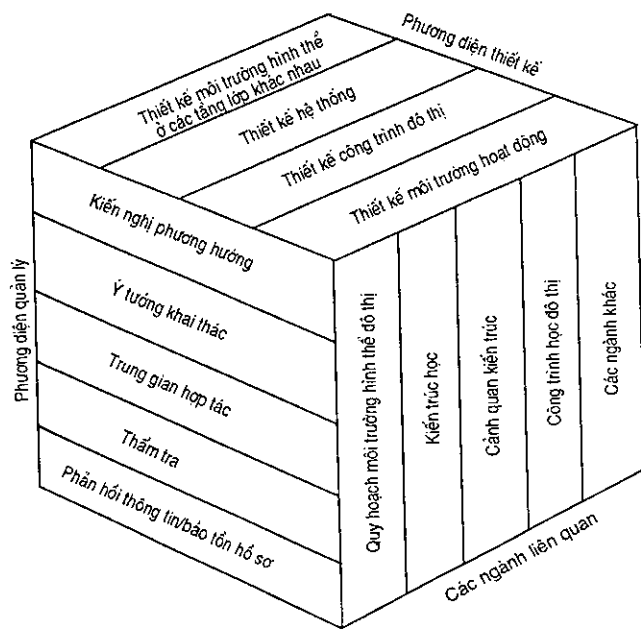 Phương diện thiết kế
Thiết kế môi trường hình thể
ở các tầng lớp khác nhau
Thiết kế hệ thống
Thiết kế công trình đô thị
Thiết kế môi trường hoạt động
Phương diện quản lý
Kiến nghị phương hướng
Ý tưởng khai thác
Trung gian hợp tác
Thẩm tra
Phản hồi thông tin/bảo tồn hồ sơ
Quy hoạch môi trường hình thể đô thị
Kiến trúc học
Cảnh quan kiến trúc
Công trình học đô thị
Các ngành khác
Các ngành liên quan